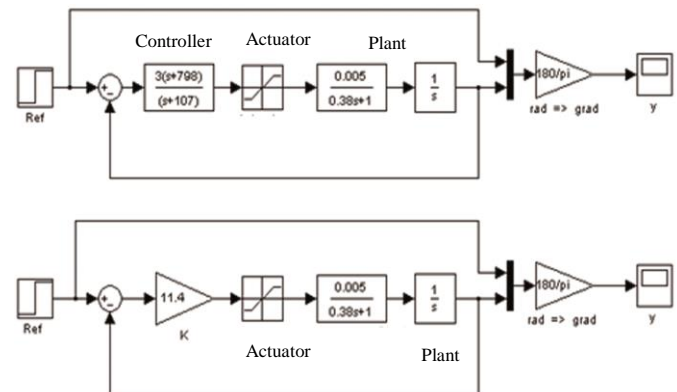 Controller
Actuator
Plant
Ref
+
−
3(s+798)
(s+107)
0.005
0.38s+1
1
s
180/pi
rad => grad
y
Ref
+
−
11.4
K
Actuator
0.005
0.38s+1
1
s
Plant
180/pi
rad => grad
y